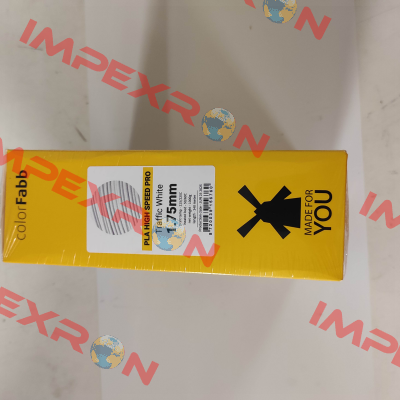 colorFabb
PLA HIGH SPEED PRO
Traffic White
1.75mm
MADE FOR
YOU
IMPEXRON
IMPEXRON
IMPEXRON
IMPEXRON
IMPEXRON